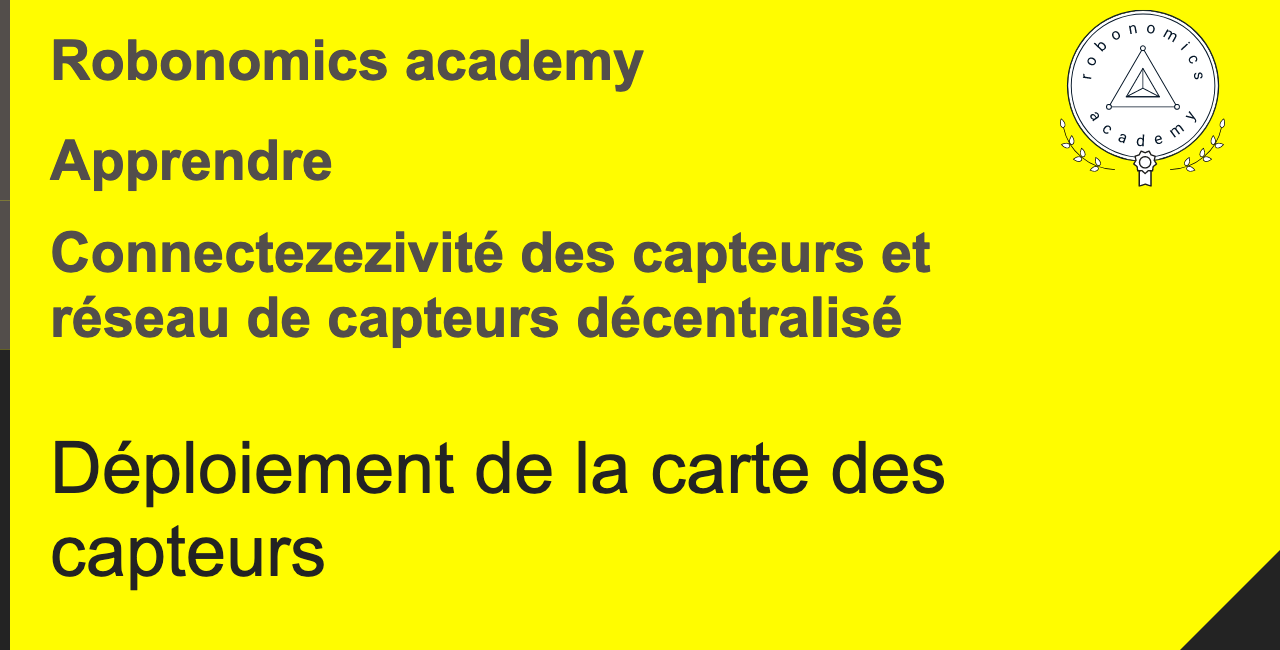 Robonomics academy
robonomics
academy
Apprendre
Connectezezivité des capteurs et
réseau de capteurs décentralisé
Déploiement de la carte des
capteurs